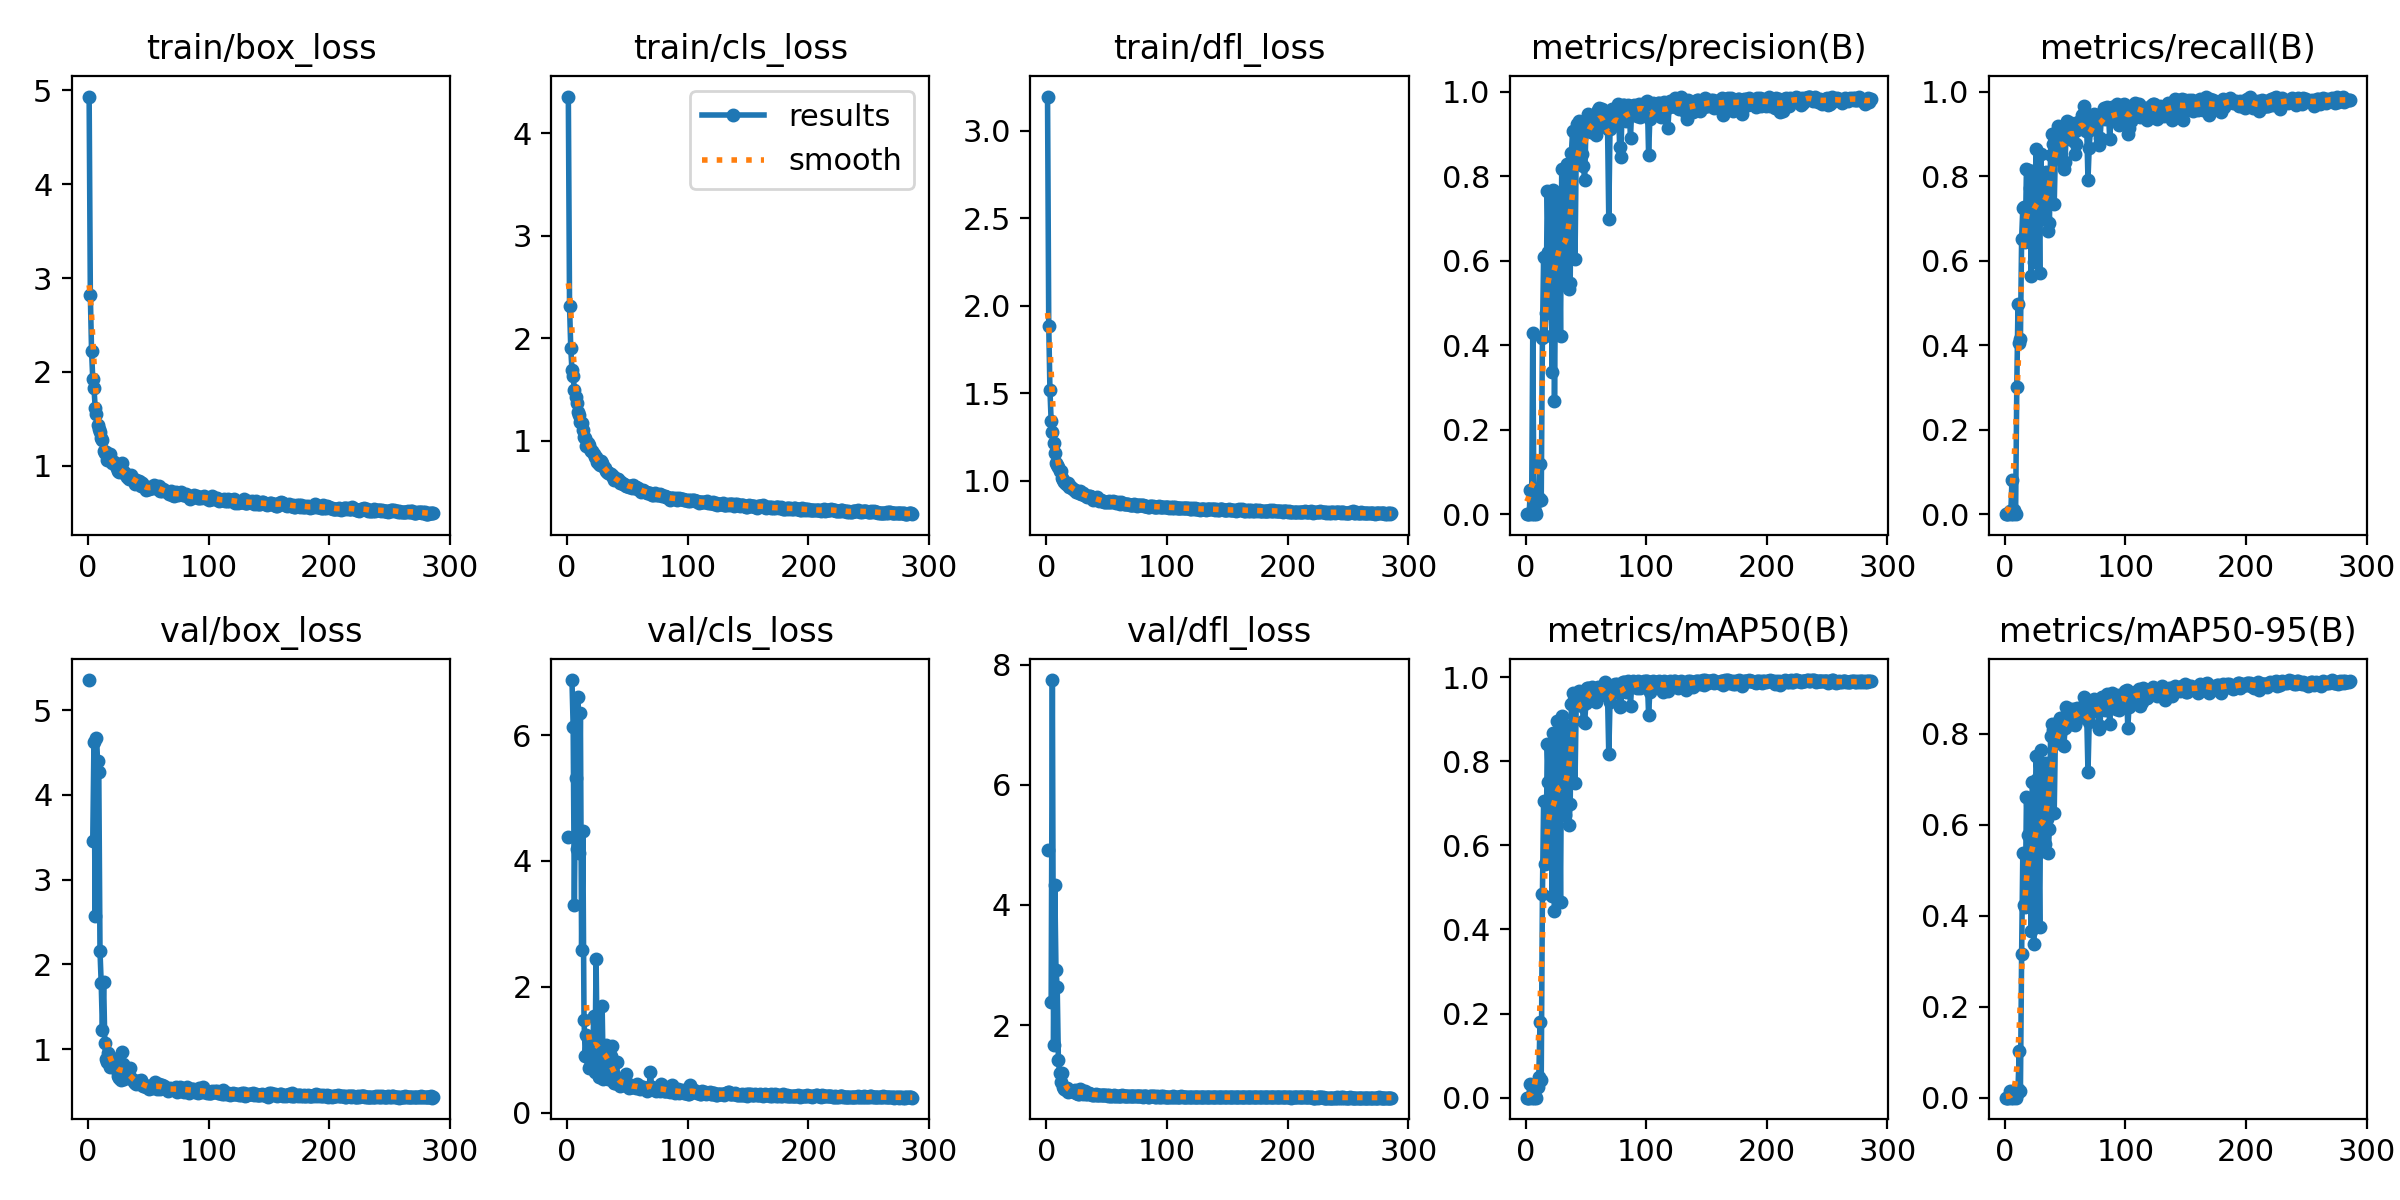 train/box_loss
train/cls_loss
train/dfl_loss
metrics/precision(B)
metrics/recall(B)
5
4
3
2
1
0 100 200 300
4
3
2
1
results
smooth
0 100 200 300
3.0
2.5
2.0
1.5
1.0
0 100 200 300
1.0
0.8
0.6
0.4
0.2
0.0
0 100 200 300
1.0
0.8
0.6
0.4
0.2
0.0
0 100 200 300
val/box_loss
val/cls_loss
val/dfl_loss
metrics/mAP50(B)
metrics/mAP50-95(B)
5
4
3
2
1
0 100 200 300
6
4
2
0
0 100 200 300
8
6
4
2
0 100 200 300
1.0
0.8
0.6
0.4
0.2
0.0
0 100 200 300
0.8
0.6
0.4
0.2
0.0
0 100 200 300